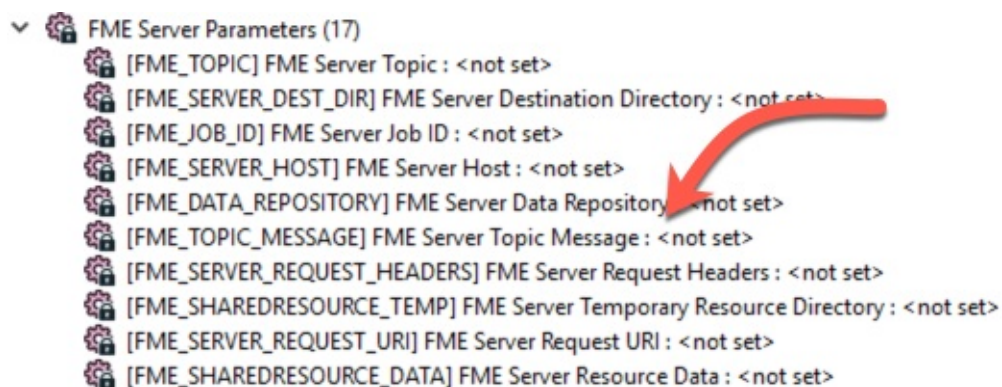 FME Server Parameters (17)
[FME_TOPIC] FME Server Topic : <not set>
[FME_SERVER_DEST_DIR] FME Server Destination Directory : <not set>
[FME_JOB_ID] FME Server Job ID : <not set>
[FME_SERVER_HOST] FME Server Host : <not set>
[FME_DATA_REPOSITORY] FME Server Data Repository not set>
[FME_TOPIC_MESSAGE] FME Server Topic Message : <not set>
[FME_SERVER_REQUEST_HEADERS] FME Server Request Headers : <not set>
[FME_SHAREDRESOURCE_TEMP] FME Server Temporary Resource Directory : <not set>
[FME_SERVER_REQUEST_URI] FME Server Request URI : <not set>
[FME_SHAREDRESOURCE_DATA] FME Server Resource Data : <not set>